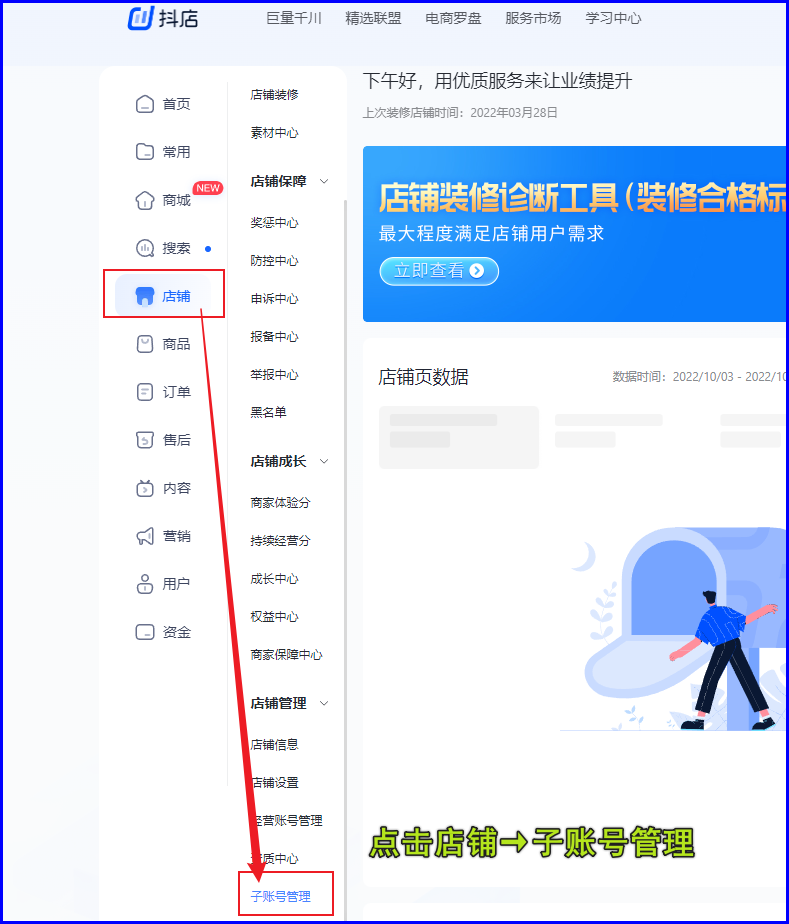 抖店
巨量千川 精选联盟 电商罗盘 服务市场 学习中心
首页
常用
商城 NEW
搜索
店铺
商品
订单
售后
内容
营销
用户
资金
店铺装修
素材中心
店铺保障
奖惩中心
防控中心
申诉中心
报备中心
举报中心
黑名单
店铺成长
商家体验分
持续经营分
成长中心
权益中心
商家保障中心
店铺管理
店铺信息
店铺设置
经营账号管理
资质中心
子账号管理
下午好，用优质服务来让业绩提升
上次装修店铺时间：2022年03月28日
店铺装修诊断工具（装修合格标
最大程度满足店铺用户需求
立即查看
店铺页数据
数据时间：2022/10/03 - 2022/10
点击店铺→子账号管理